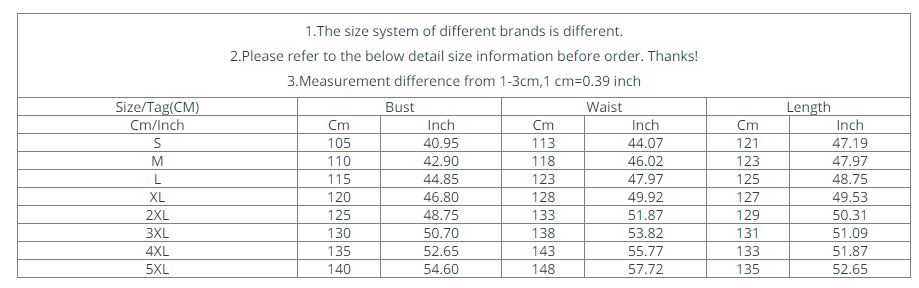 1.The size system of different brands is different.
2.Please refer to the below detail size information before order. Thanks!
3.Measurement difference from 1-3cm,1 cm=0.39 inch
Size/Tag(CM) Bust Waist Length
Cm/Inch Cm Inch Cm Inch Cm Inch
S 105 40.95 113 44.07 121 47.19
M 110 42.90 118 46.02 123 47.97
L 115 44.85 123 47.97 125 48.75
XL 120 46.80 128 49.92 127 49.53
2XL 125 48.75 133 51.87 129 50.31
3XL 130 50.70 138 53.82 131 51.09
4XL 135 52.65 143 55.77 133 51.87
5XL 140 54.60 148 57.72 135 52.65